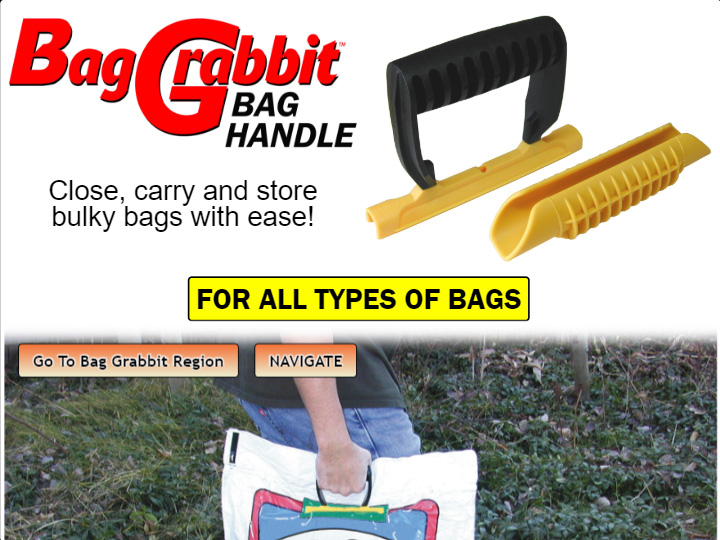 BagGrabbit™
BAG
HANDLE
Close, carry and store
bulky bags with ease!
FOR ALL TYPES OF BAGS
Go To Bag Grabbit Region
NAVIGATE